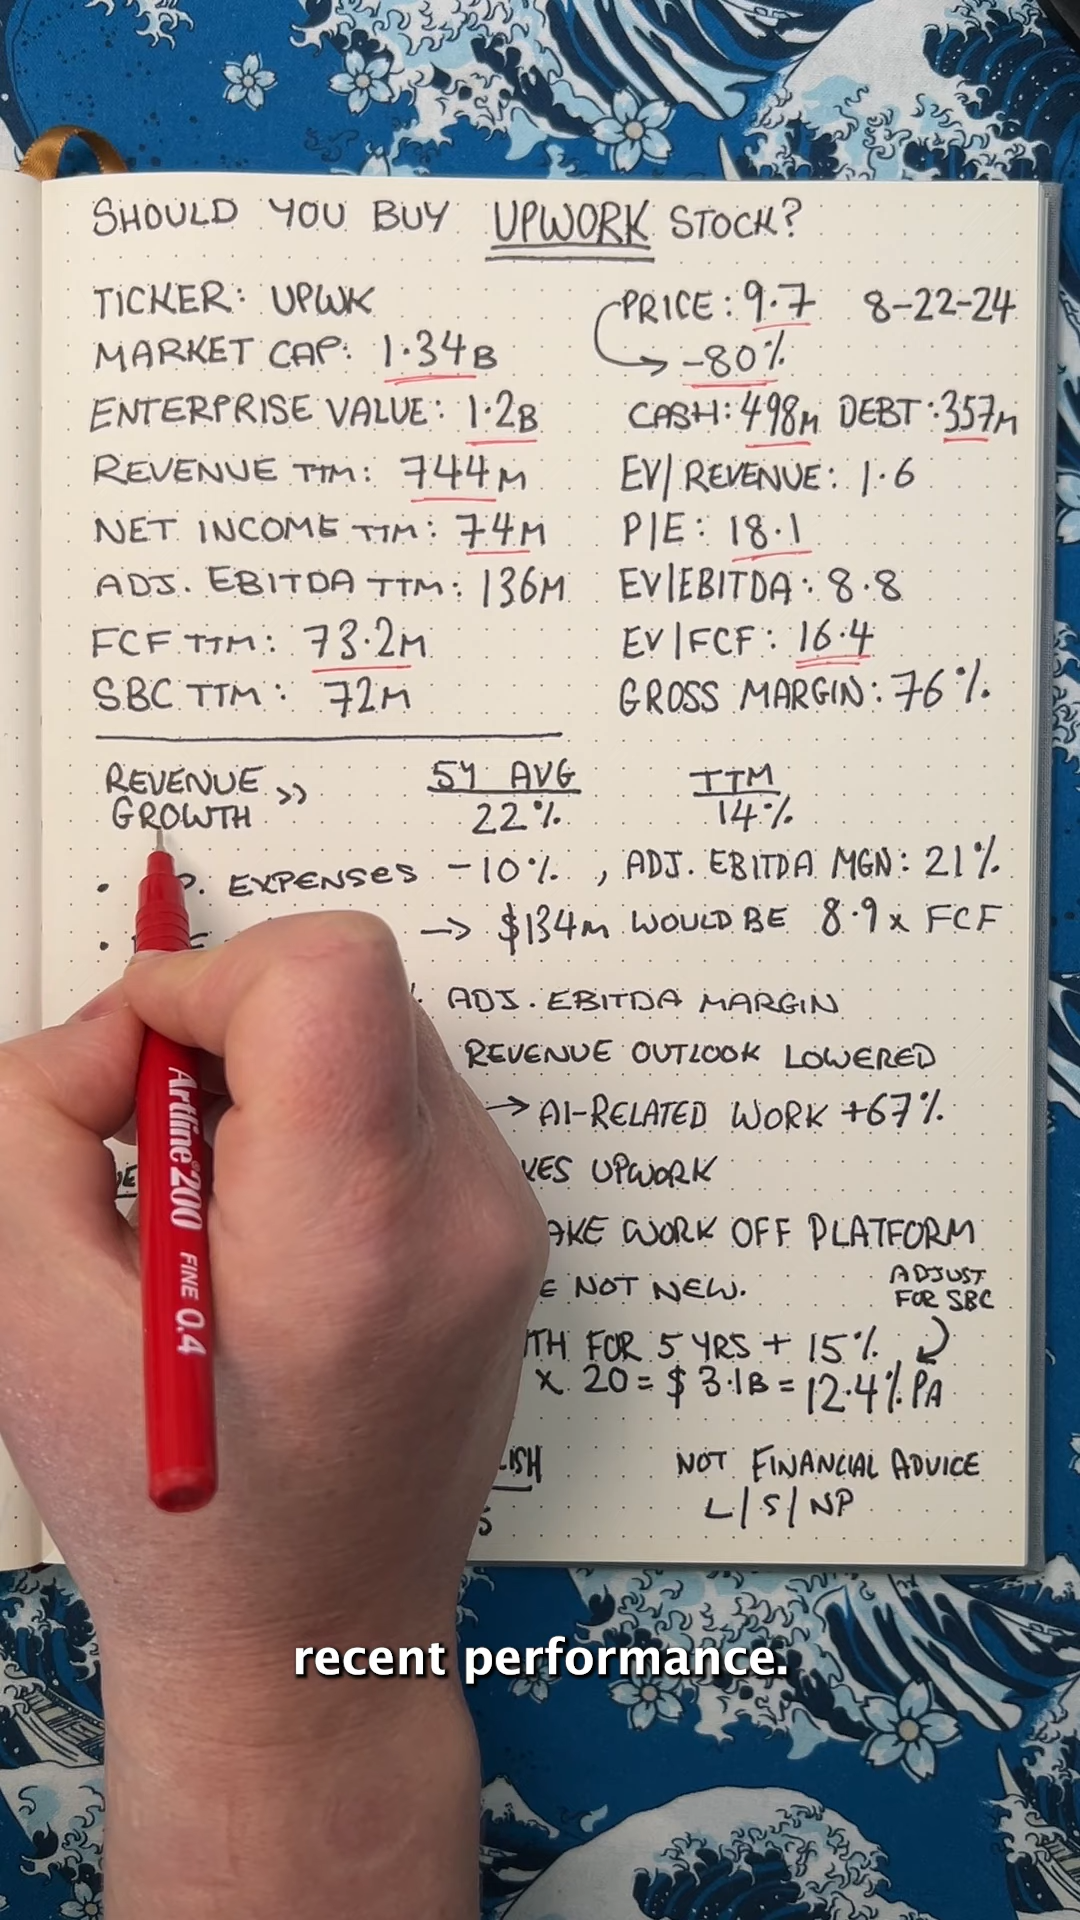 SHOULD YOU BUY UPWORK STOCK?
TICKER: UPWK PRICE: 9.7 8-22-24
MARKET CAP: 1.34B → -80%
ENTERPRISE VALUE: 1.2B CASH: 498M DEBT: 357M
REVENUE TTM: 744M EV/REVENUE: 1.6
NET INCOME TTM: 74M P/E: 18.1
ADJ. EBITDA TTM: 136M EV/EBITDA: 8.8
FCF TTM: 73.2M EV/FCF: 16.4
SBC TTM: 72M GROSS MARGIN: 76%
REVENUE GROWTH >> 5Y AVG TTM
22% 14%
• EXPENSES -10%, ADJ. EBITDA MGN: 21%
• → $134M WOULD BE 8.9x FCF
ADJ. EBITDA MARGIN
REVENUE OUTLOOK LOWERED
→ AI-RELATED WORK +67%
UPWORK
WORK OFF PLATFORM
NOT NEW. ADJUST
FOR SBC
FOR 5 YRS + 15%
x 20 = $3.1B = 12.4% PA
NOT FINANCIAL ADVICE
L/S/NP
Artline 200 FINE 0.4
recent performance.